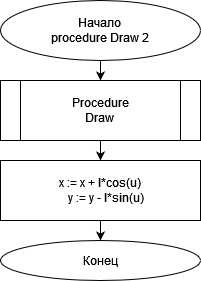 Начало
procedure Draw 2
Procedure
Draw
x := x + l*cos(u)
y := y - l*sin(u)
Конец